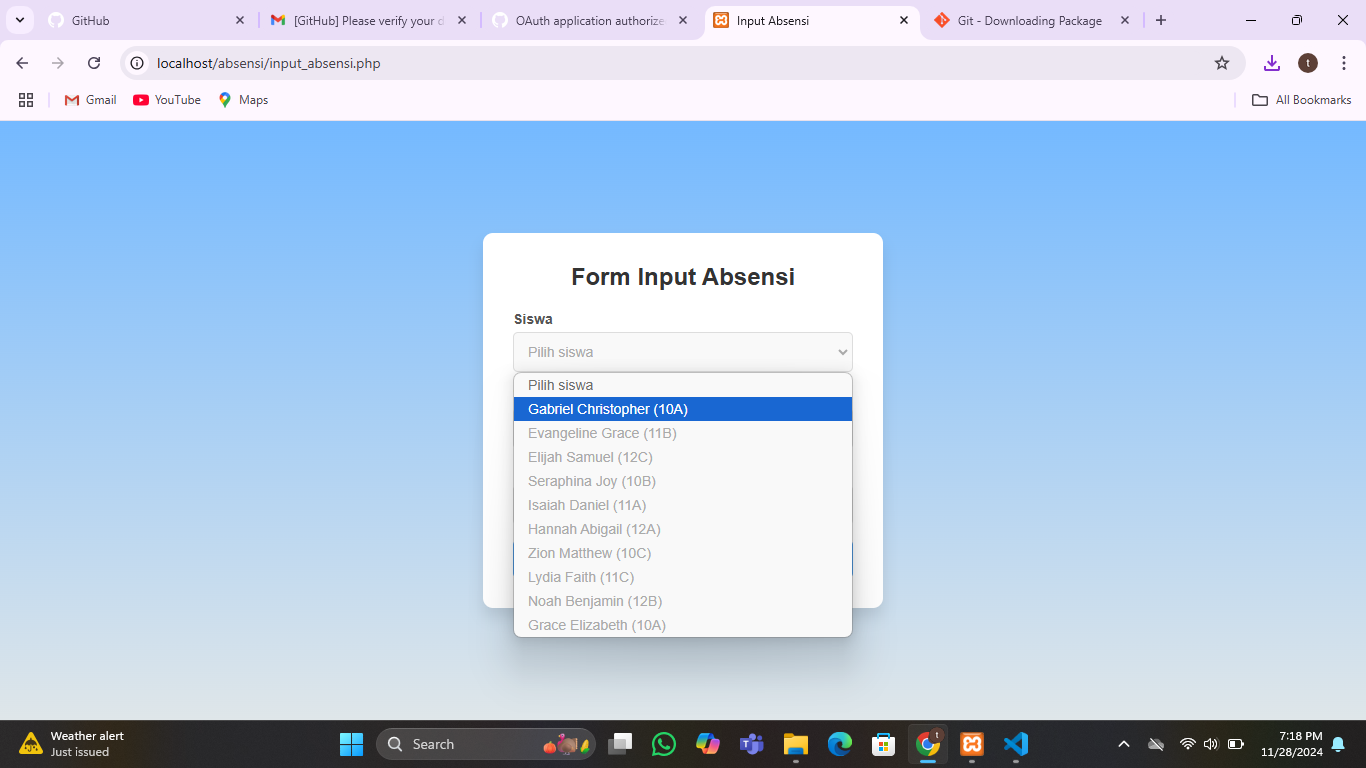 GitHub
[GitHub] Please verify your d
OAuth application authorize
Input Absensi
Git - Downloading Package
localhost/absensi/input_absensi.php
t
Gmail
YouTube
Maps
All Bookmarks
Form Input Absensi
Siswa
Pilih siswa
Pilih siswa
Gabriel Christopher (10A)
Evangeline Grace (11B)
Elijah Samuel (12C)
Seraphina Joy (10B)
Isaiah Daniel (11A)
Hannah Abigail (12A)
Zion Matthew (10C)
Lydia Faith (11C)
Noah Benjamin (12B)
Grace Elizabeth (10A)
Weather alert
Just issued
Search
t
7:18 PM
11/28/2024